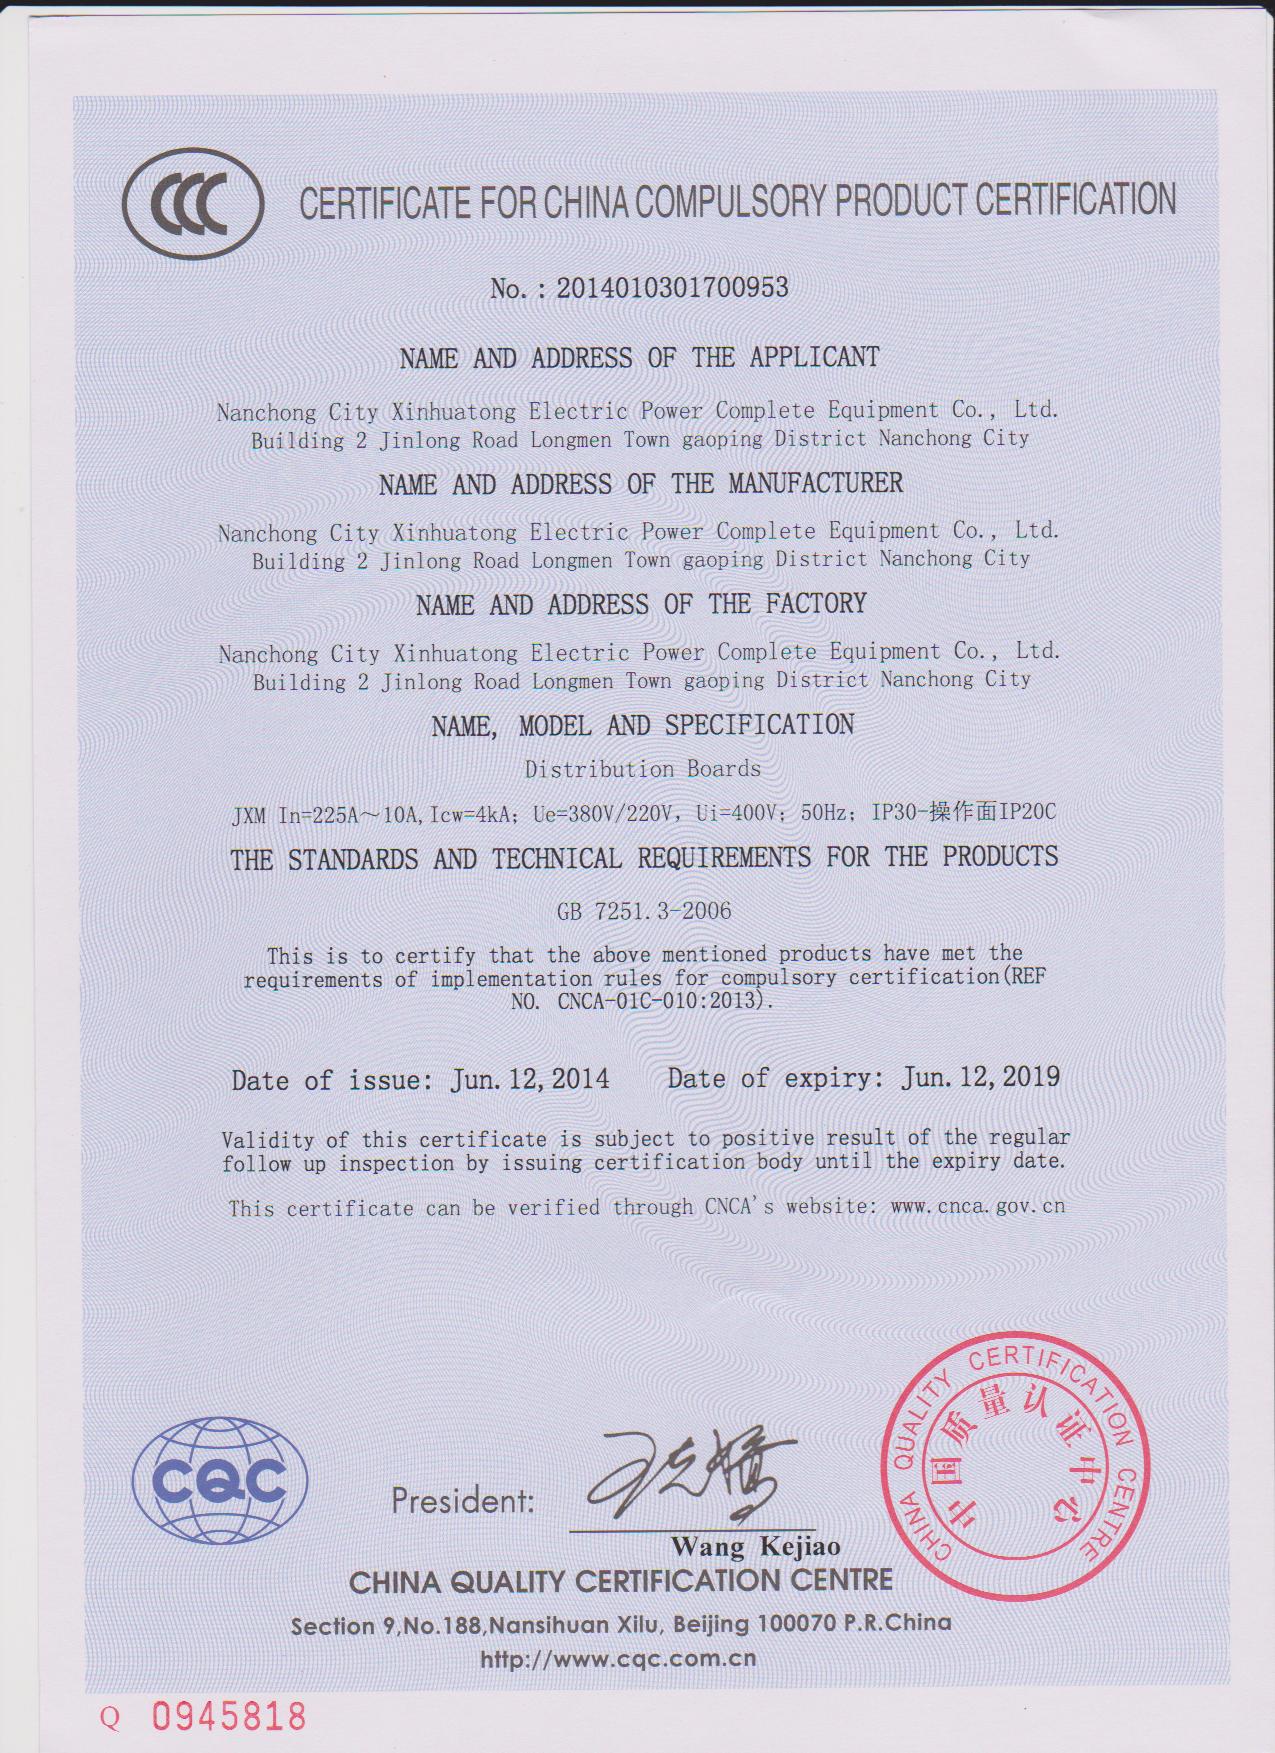 CCC
CERTIFICATE FOR CHINA COMPULSORY PRODUCT CERTIFICATION
No.: 2014010301700953
NAME AND ADDRESS OF THE APPLICANT
Nanchong City Xinhuatong Electric Power Complete Equipment Co., Ltd.
Building 2 Jinlong Road Longmen Town gaoping District Nanchong City
NAME AND ADDRESS OF THE MANUFACTURER
Nanchong City Xinhuatong Electric Power Complete Equipment Co., Ltd.
Building 2 Jinlong Road Longmen Town gaoping District Nanchong City
NAME AND ADDRESS OF THE FACTORY
Nanchong City Xinhuatong Electric Power Complete Equipment Co., Ltd.
Building 2 Jinlong Road Longmen Town gaoping District Nanchong City
NAME, MODEL AND SPECIFICATION
Distribution Boards
JXM In=225A～10A,Icw=4kA; Ue=380V/220V, Ui=400V; 50Hz; IP30-操作面IP20C
THE STANDARDS AND TECHNICAL REQUIREMENTS FOR THE PRODUCTS
GB 7251.3-2006
This is to certify that the above mentioned products have met the
requirements of implementation rules for compulsory certification(REF
NO. CNCA-01C-010:2013).
Date of issue: Jun.12,2014 Date of expiry: Jun.12,2019
Validity of this certificate is subject to positive result of the regular
follow up inspection by issuing certification body until the expiry date.
This certificate can be verified through CNCA's website: www.cnca.gov.cn
CHINA QUALITY CERTIFICATION CENTRE
中国质量认证中心
CQC
President:
Wang Kejiao
CHINA QUALITY CERTIFICATION CENTRE
Section 9,No.188,Nansihuan Xilu, Beijing 100070 P.R.China
http://www.cqc.com.cn
Q 0945818